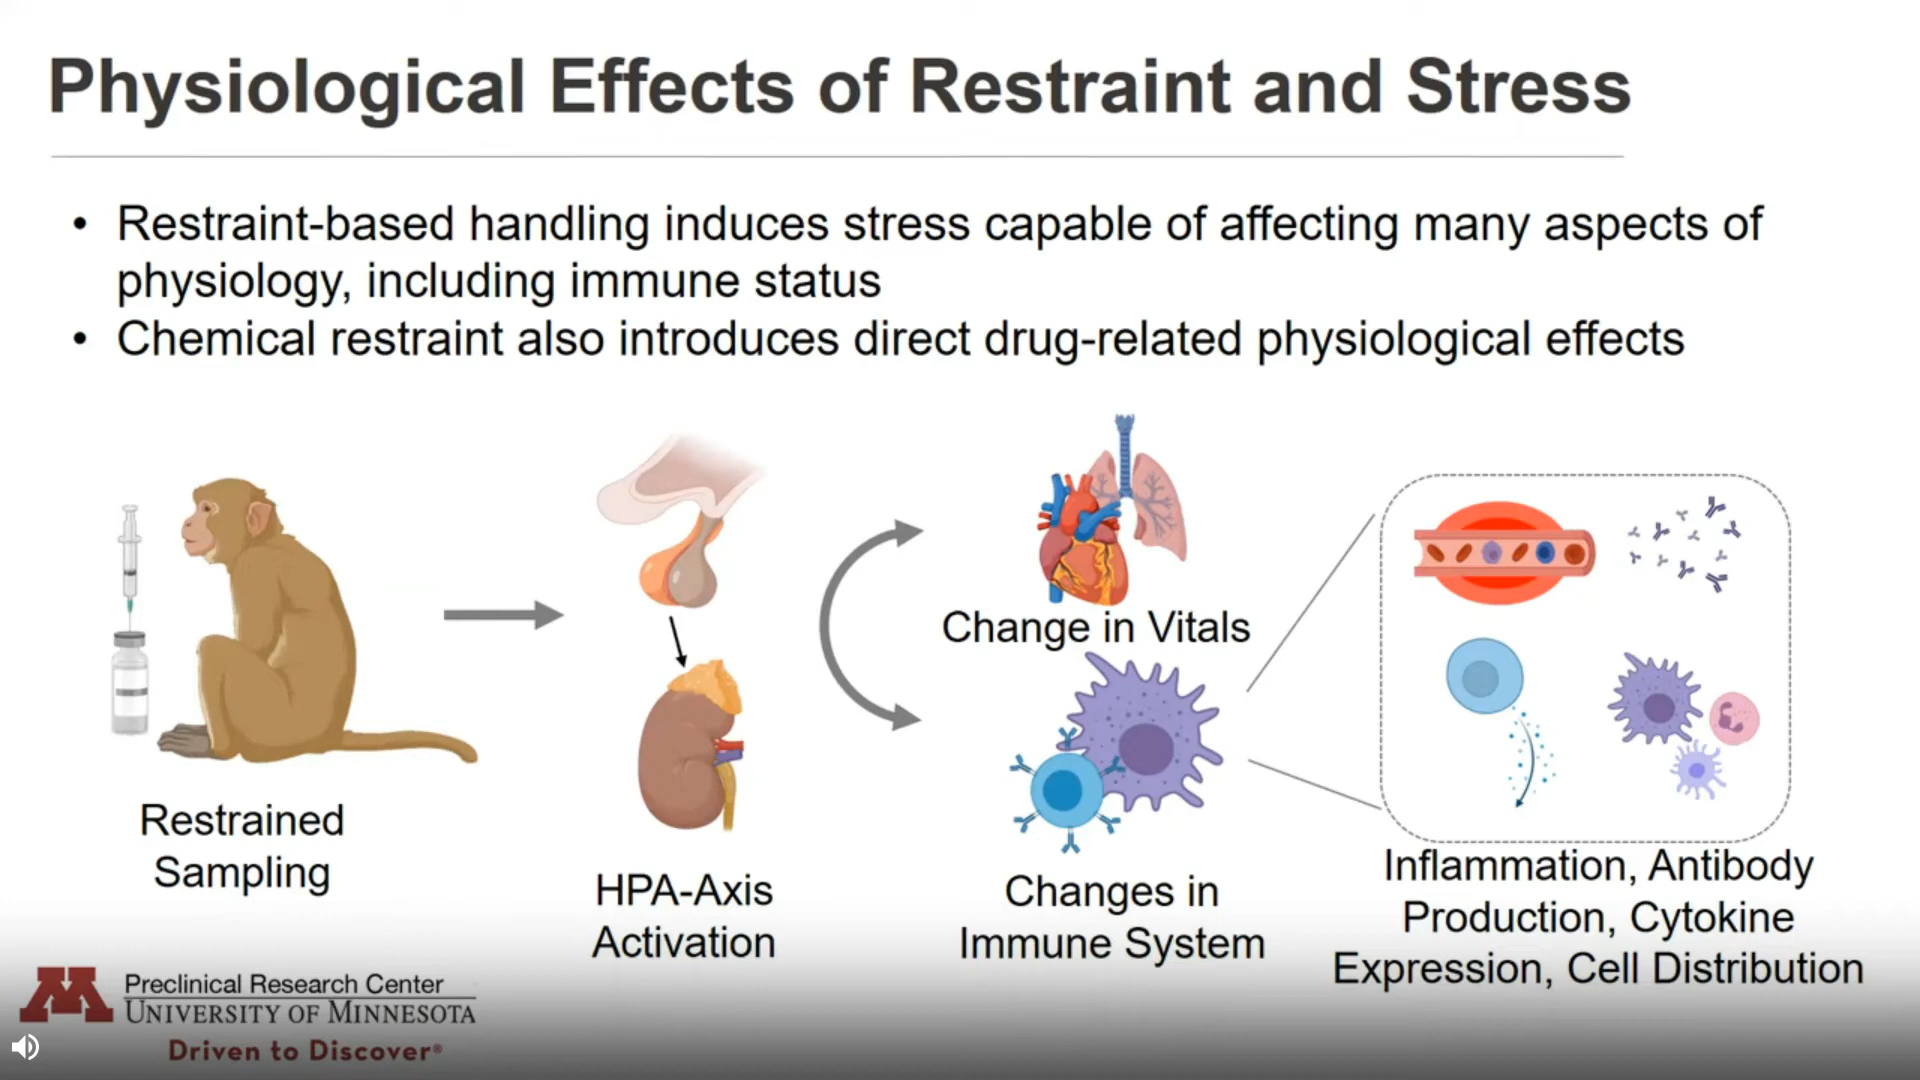 Physiological Effects of Restraint and Stress
• Restraint-based handling induces stress capable of affecting many aspects of
physiology, including immune status
• Chemical restraint also introduces direct drug-related physiological effects
Restrained
Sampling
HPA-Axis
Activation
Change in Vitals
Changes in
Immune System
Inflammation, Antibody
Production, Cytokine
Expression, Cell Distribution
M
Preclinical Research Center
UNIVERSITY OF MINNESOTA
Driven to Discover®